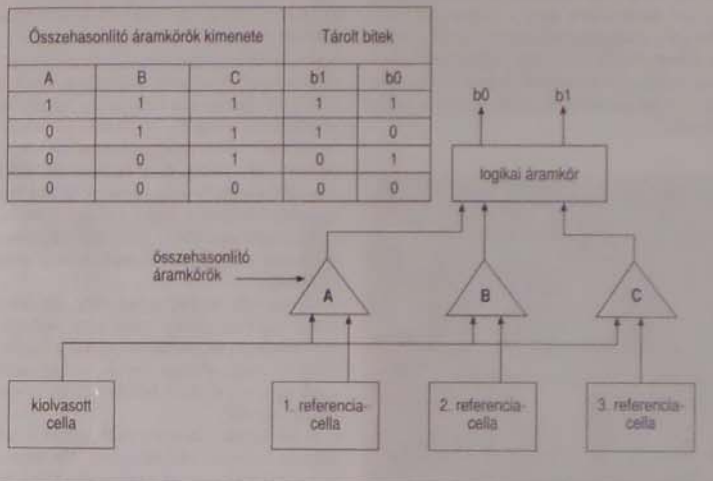 Összehasonlító áramkörök kimenete Tárolt bitek
A B C b1 b0
1 1 1 1 1
0 1 1 1 0
0 0 1 0 1
0 0 0 0 0
b0 b1
logikai áramkör
összehasonlító
áramkörök
A B C
kiolvasott
cella
1. referencia-
cella
2. referencia-
cella
3. referencia-
cella